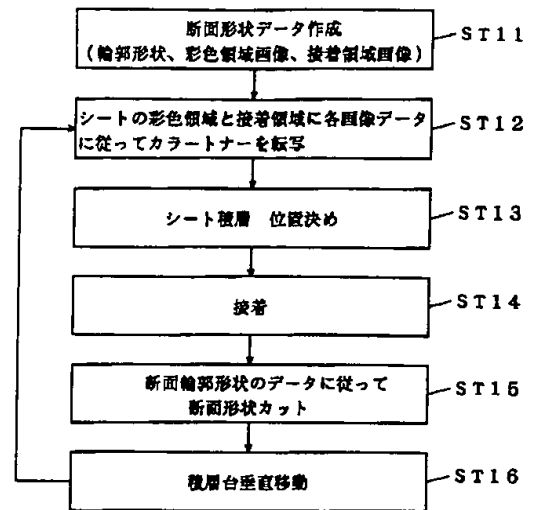 断面形状データ作成
(輪郭形状、彩色領域画像、接着領域画像)
ST11
シートの彩色領域と接着領域に各画像データ
に従ってカラートナーを転写
ST12
シート積層 位置決め
ST13
接着
ST14
断面輪郭形状のデータに従って
断面形状カット
ST15
積層台垂直移動
ST16